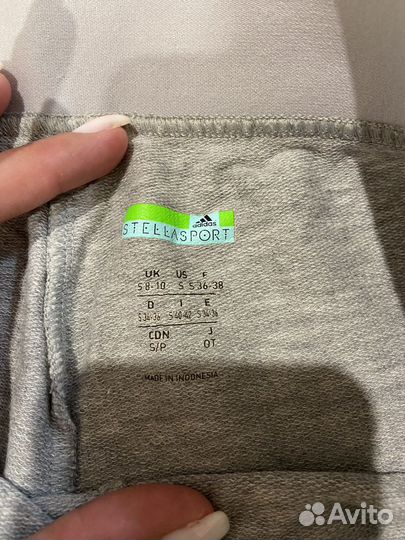 adidas
STELLASPORT
UK US F
S 8-10 S S 36-38
D I E
S 34-36 S 40-42 S 34-36
CDN J
S/P OT
MADE IN INDONESIA
Avito